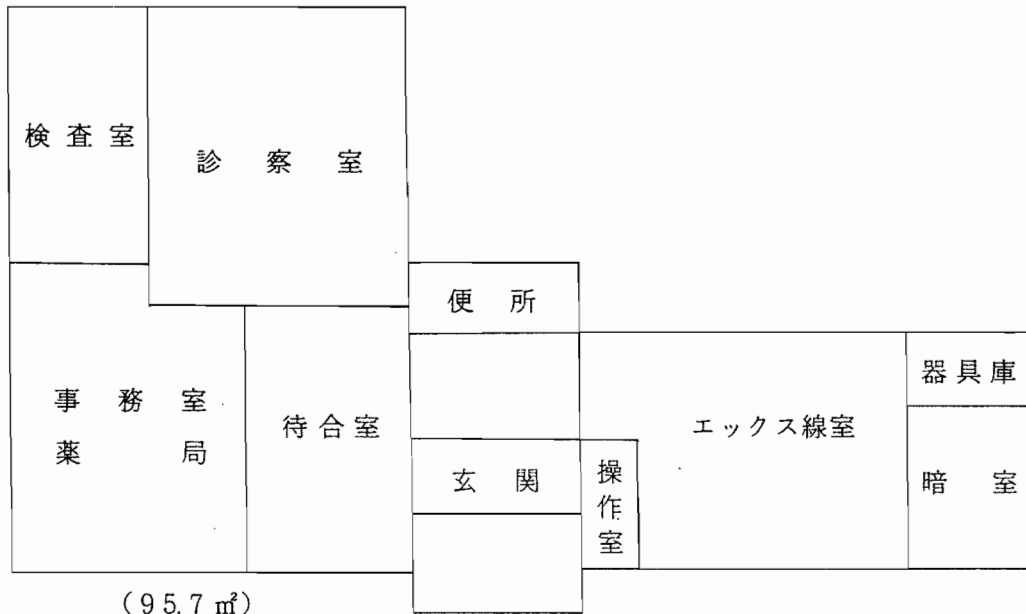 検査室
診察室
便所
器具庫
事務室
薬局
待合室
エックス線室
玄関
操作室
暗室
(95.7㎡)